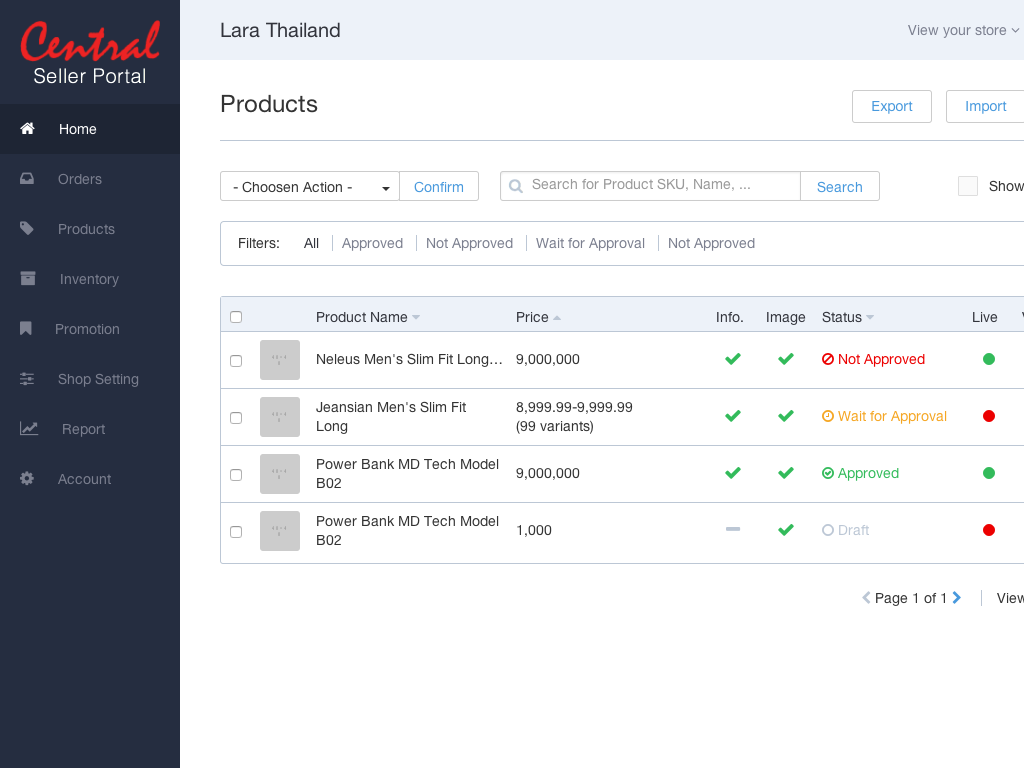 Central
Seller Portal
Home
Orders
Products
Inventory
Promotion
Shop Setting
Report
Account
Lara Thailand
View your store
Products
Export
Import
- Choosen Action -
Confirm
Search for Product SKU, Name, ...
Search
Show
Filters: All Approved Not Approved Wait for Approval Not Approved
Product Name Price Info. Image Status Live
Neleus Men's Slim Fit Long… 9,000,000 Not Approved
Jeansian Men's Slim Fit 8,999.99-9,999.99 Wait for Approval
Long (99 variants)
Power Bank MD Tech Model 9,000,000 Approved
B02
Power Bank MD Tech Model 1,000 Draft
B02
Page 1 of 1
View